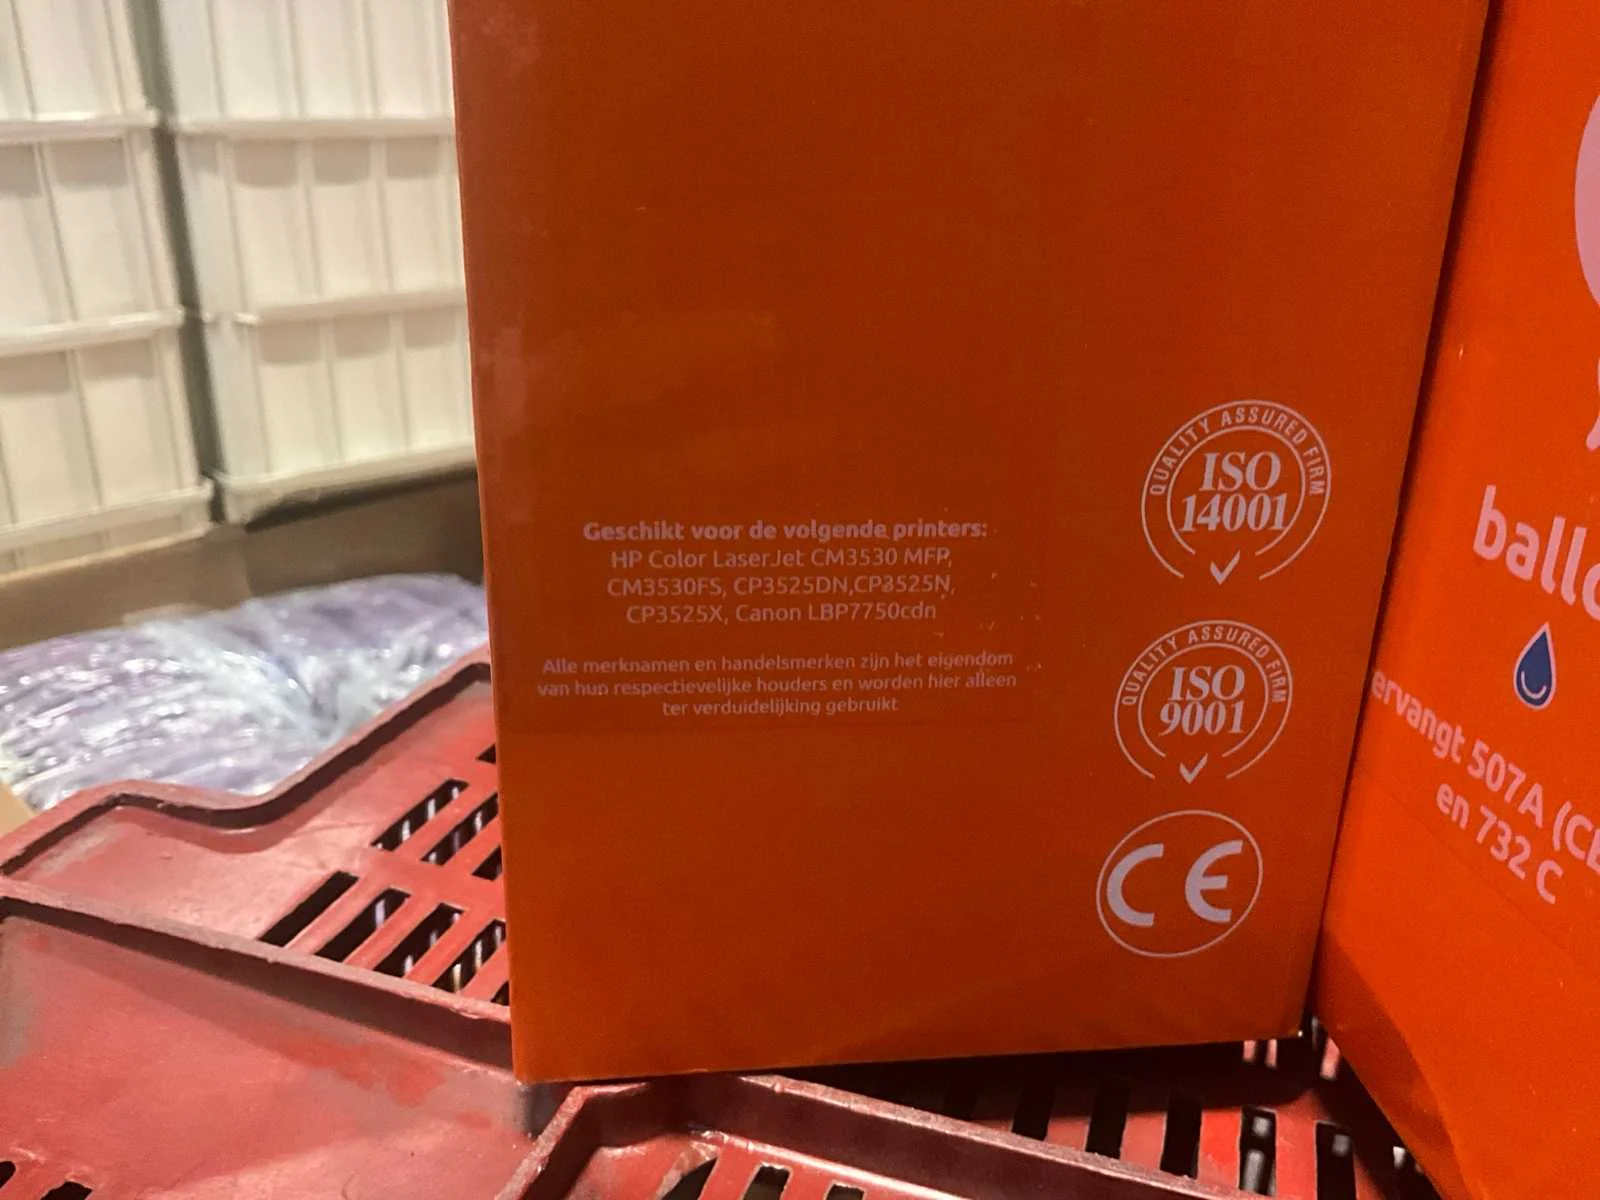 Geschikt voor de volgende printers:
HP Color LaserJet CM3530 MFP,
CM3530FS, CP3525DN,CP3525N,
CP3525X, Canon LBP7750cdn
Alle merknamen en handelsmerken zijn het eigendom
van hun respectievelijke houders en worden hier alleen
ter verduidelijking gebruikt
QUALITY ASSURED FIRM
ISO
14001
QUALITY ASSURED FIRM
ISO
9001
CE
ballo
ervangt 507A (CE
en 732 C